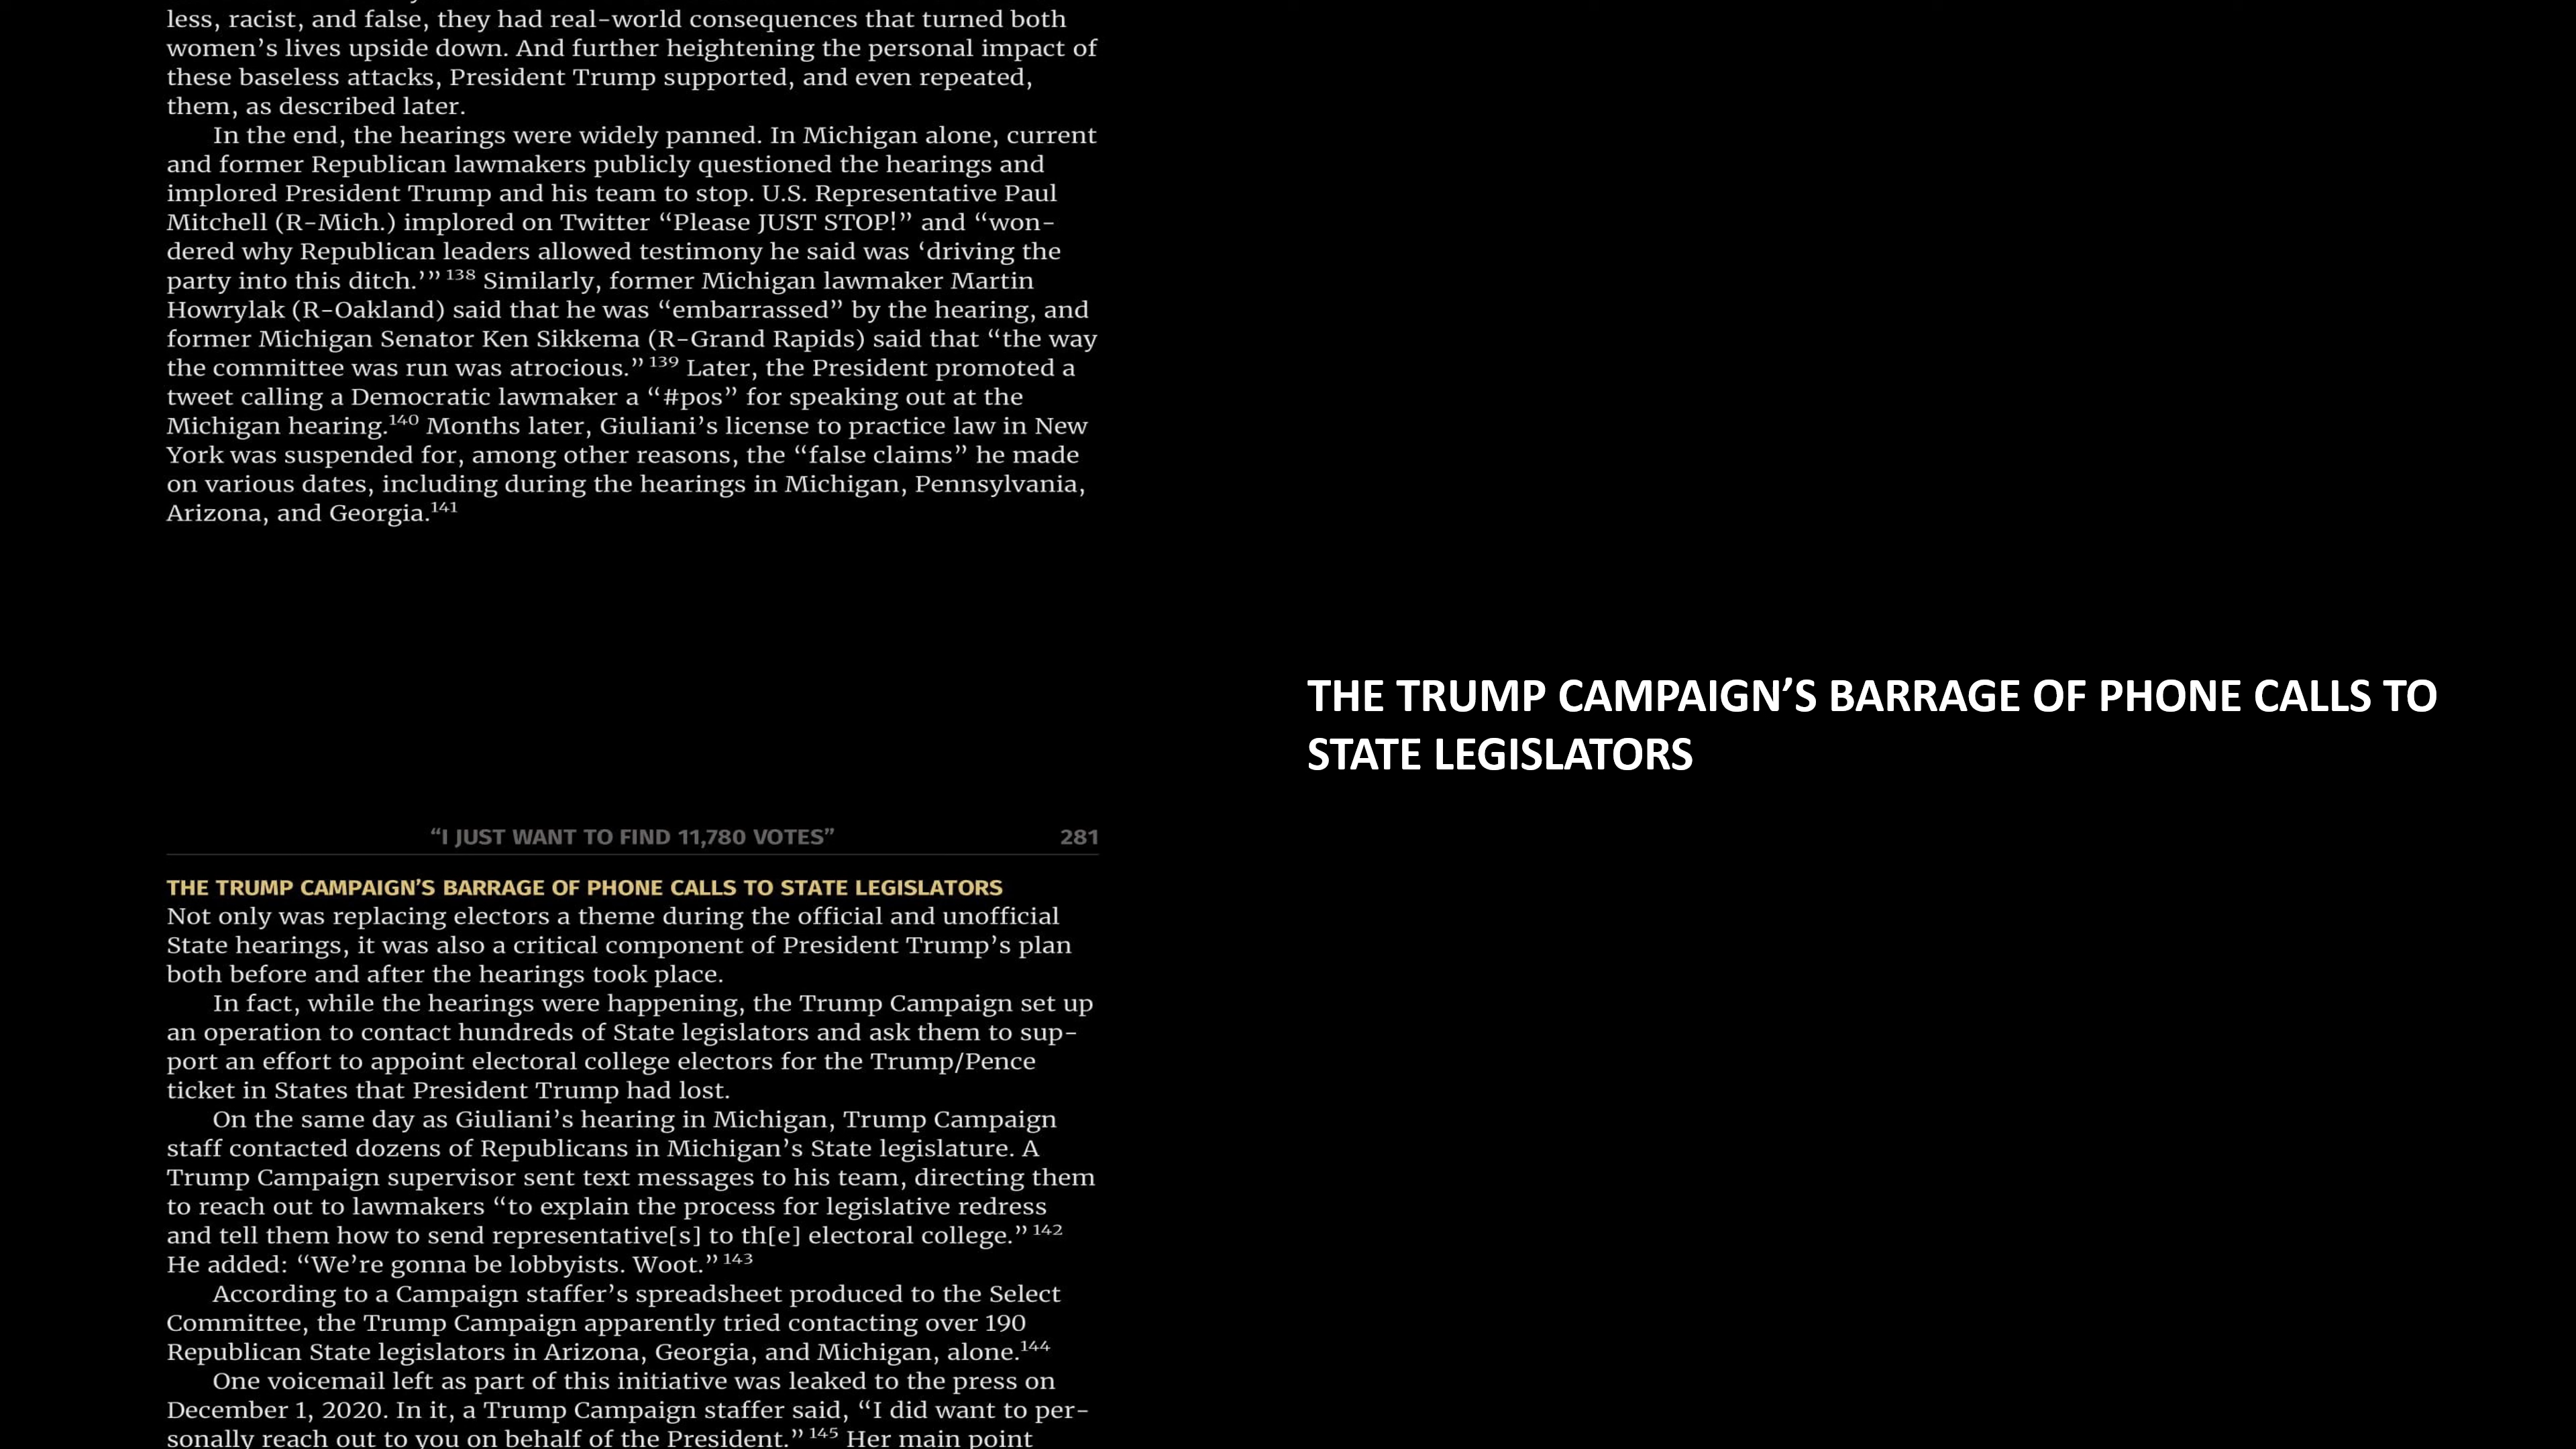 less, racist, and false, they had real-world consequences that turned both
women’s lives upside down. And further heightening the personal impact of
these baseless attacks, President Trump supported, and even repeated,
them, as described later.
In the end, the hearings were widely panned. In Michigan alone, current
and former Republican lawmakers publicly questioned the hearings and
implored President Trump and his team to stop. U.S. Representative Paul
Mitchell (R-Mich.) implored on Twitter “Please JUST STOP!” and “won-
dered why Republican leaders allowed testimony he said was ‘driving the
party into this ditch.’” 138 Similarly, former Michigan lawmaker Martin
Howrylak (R-Oakland) said that he was “embarrassed” by the hearing, and
former Michigan Senator Ken Sikkema (R-Grand Rapids) said that “the way
the committee was run was atrocious.” 139 Later, the President promoted a
tweet calling a Democratic lawmaker a “#pos” for speaking out at the
Michigan hearing.140 Months later, Giuliani’s license to practice law in New
York was suspended for, among other reasons, the “false claims” he made
on various dates, including during the hearings in Michigan, Pennsylvania,
Arizona, and Georgia.141
THE TRUMP CAMPAIGN’S BARRAGE OF PHONE CALLS TO
STATE LEGISLATORS
“I JUST WANT TO FIND 11,780 VOTES” 281
THE TRUMP CAMPAIGN’S BARRAGE OF PHONE CALLS TO STATE LEGISLATORS
Not only was replacing electors a theme during the official and unofficial
State hearings, it was also a critical component of President Trump’s plan
both before and after the hearings took place.
In fact, while the hearings were happening, the Trump Campaign set up
an operation to contact hundreds of State legislators and ask them to sup-
port an effort to appoint electoral college electors for the Trump/Pence
ticket in States that President Trump had lost.
On the same day as Giuliani’s hearing in Michigan, Trump Campaign
staff contacted dozens of Republicans in Michigan’s State legislature. A
Trump Campaign supervisor sent text messages to his team, directing them
to reach out to lawmakers “to explain the process for legislative redress
and tell them how to send representative[s] to th[e] electoral college.” 142
He added: “We’re gonna be lobbyists. Woot.” 143
According to a Campaign staffer’s spreadsheet produced to the Select
Committee, the Trump Campaign apparently tried contacting over 190
Republican State legislators in Arizona, Georgia, and Michigan, alone.144
One voicemail left as part of this initiative was leaked to the press on
December 1, 2020. In it, a Trump Campaign staffer said, “I did want to per-
sonally reach out to you on behalf of the President.” 145 Her main point